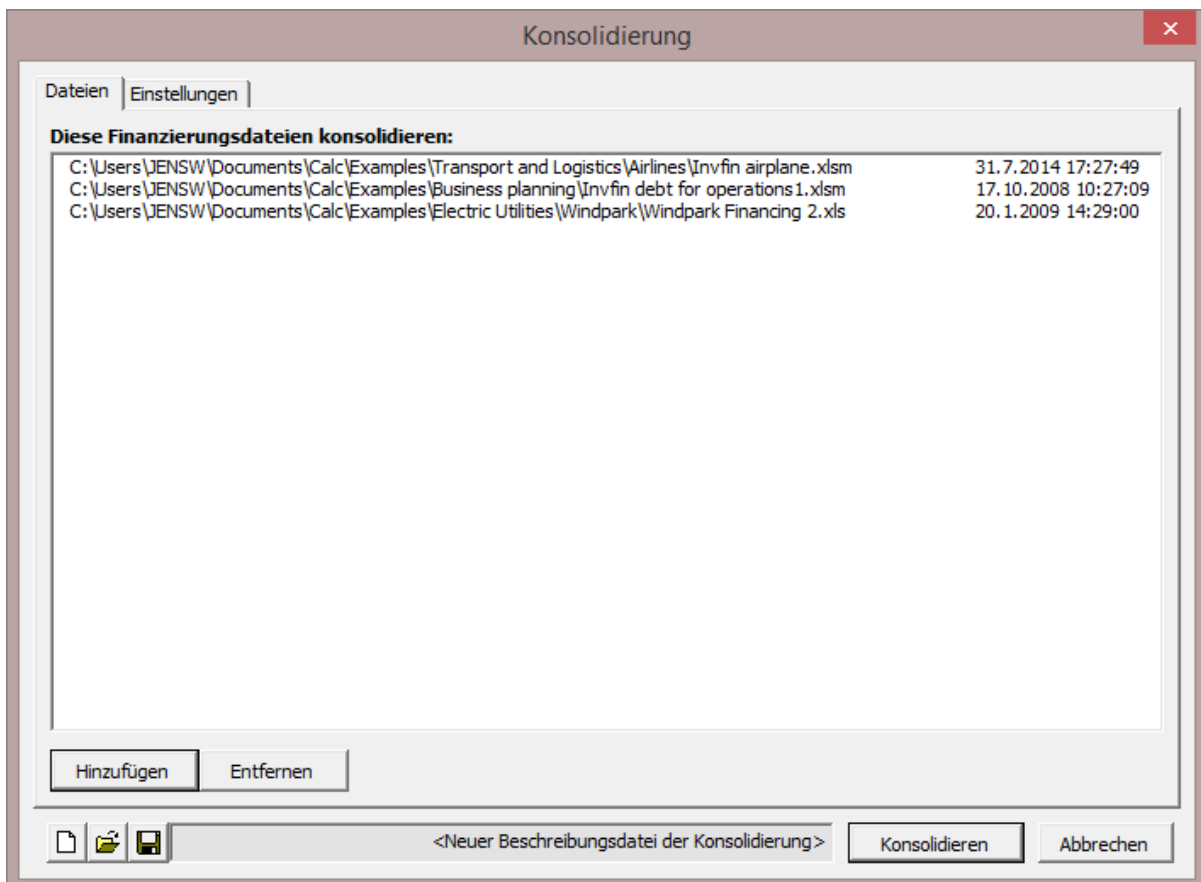 Konsolidierung
Dateien Einstellungen
Diese Finanzierungsdateien konsolidieren:
C:\Users\JENSW\Documents\Calc\Examples\Transport and Logistics\Airlines\Invfin airplane.xlsm 31.7.2014 17:27:49
C:\Users\JENSW\Documents\Calc\Examples\Business planning\Invfin debt for operations1.xlsm 17.10.2008 10:27:09
C:\Users\JENSW\Documents\Calc\Examples\Electric Utilities\Windpark\Windpark Financing 2.xls 20.1.2009 14:29:00
Hinzufügen Entfernen
<Neuer Beschreibungsdatei der Konsolidierung> Konsolidieren Abbrechen